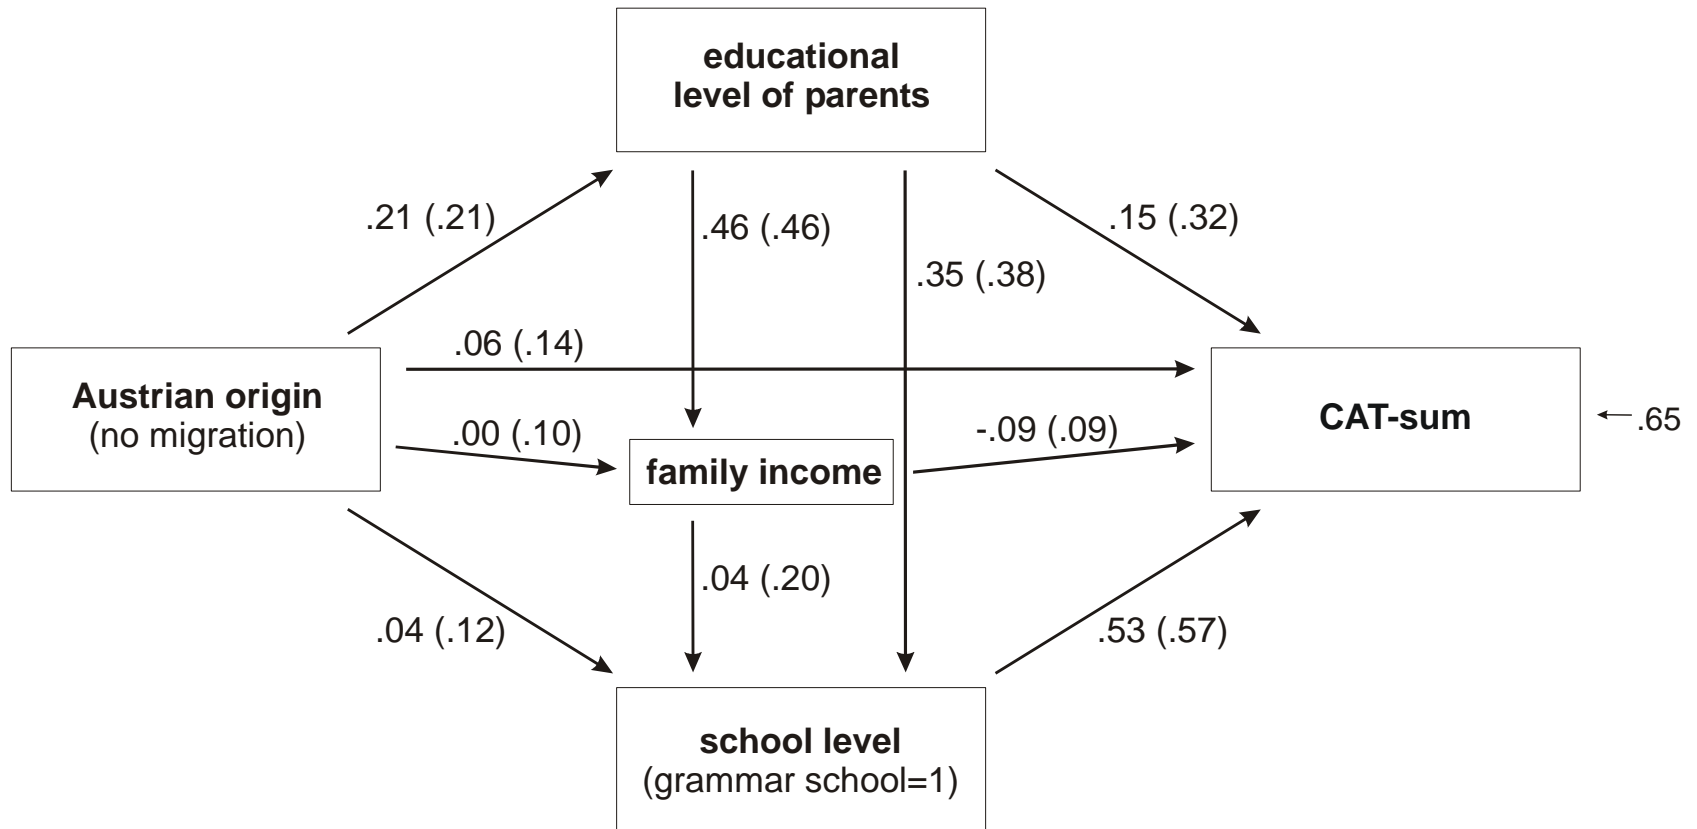 educational
level of parents
.21 (.21)
.46 (.46)
.15 (.32)
.35 (.38)
.06 (.14)
Austrian origin
(no migration)
.00 (.10)
-.09 (.09)
CAT-sum
.65
family income
.04 (.20)
.04 (.12)
.53 (.57)
school level
(grammar school=1)